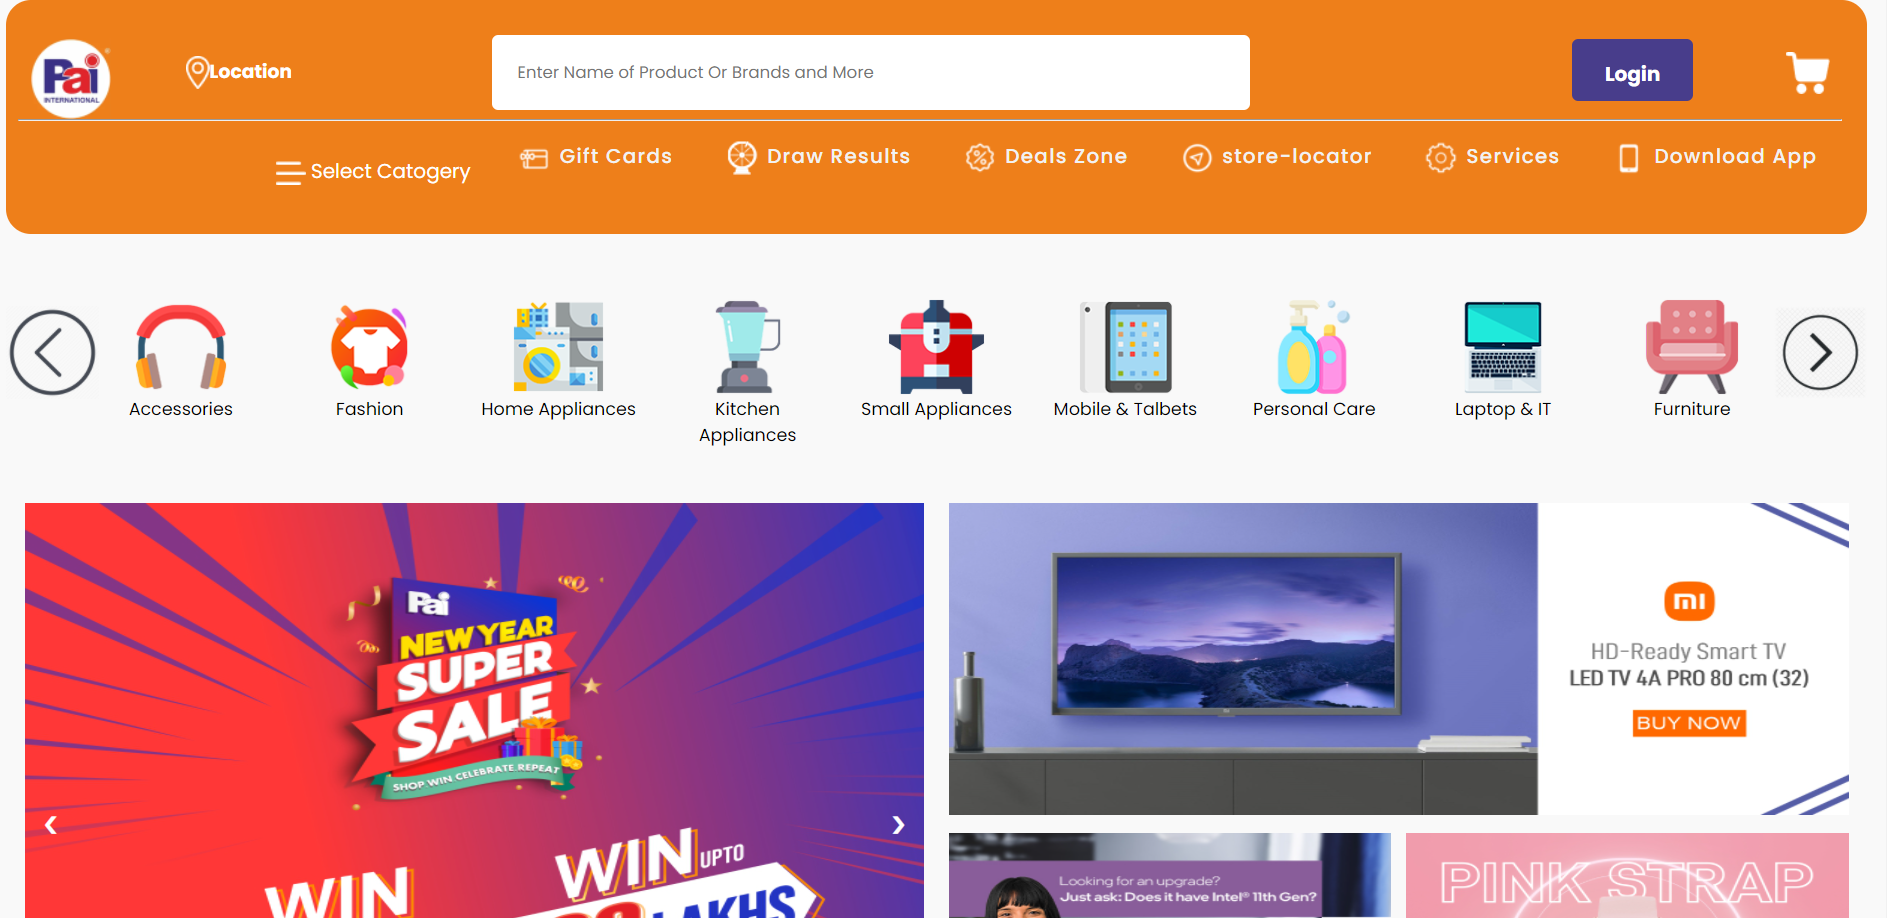 Pai
INTERNATIONAL
Location
Enter Name of Product Or Brands and More
Login
Select Catogery
Gift Cards
Draw Results
Deals Zone
store-locator
Services
Download App
Accessories
Fashion
Home Appliances
Kitchen
Appliances
Small Appliances
Mobile & Talbets
Personal Care
Laptop & IT
Furniture
Pai
NEW YEAR
SUPER
SALE
SHOP WIN CELEBRATE REPEAT
WIN
WIN UPTO
LAKHS
mi
HD-Ready Smart TV
LED TV 4A PRO 80 cm (32)
BUY NOW
Looking for an upgrade?
Just ask: Does it have Intel® 11th Gen?
PINK STRAP